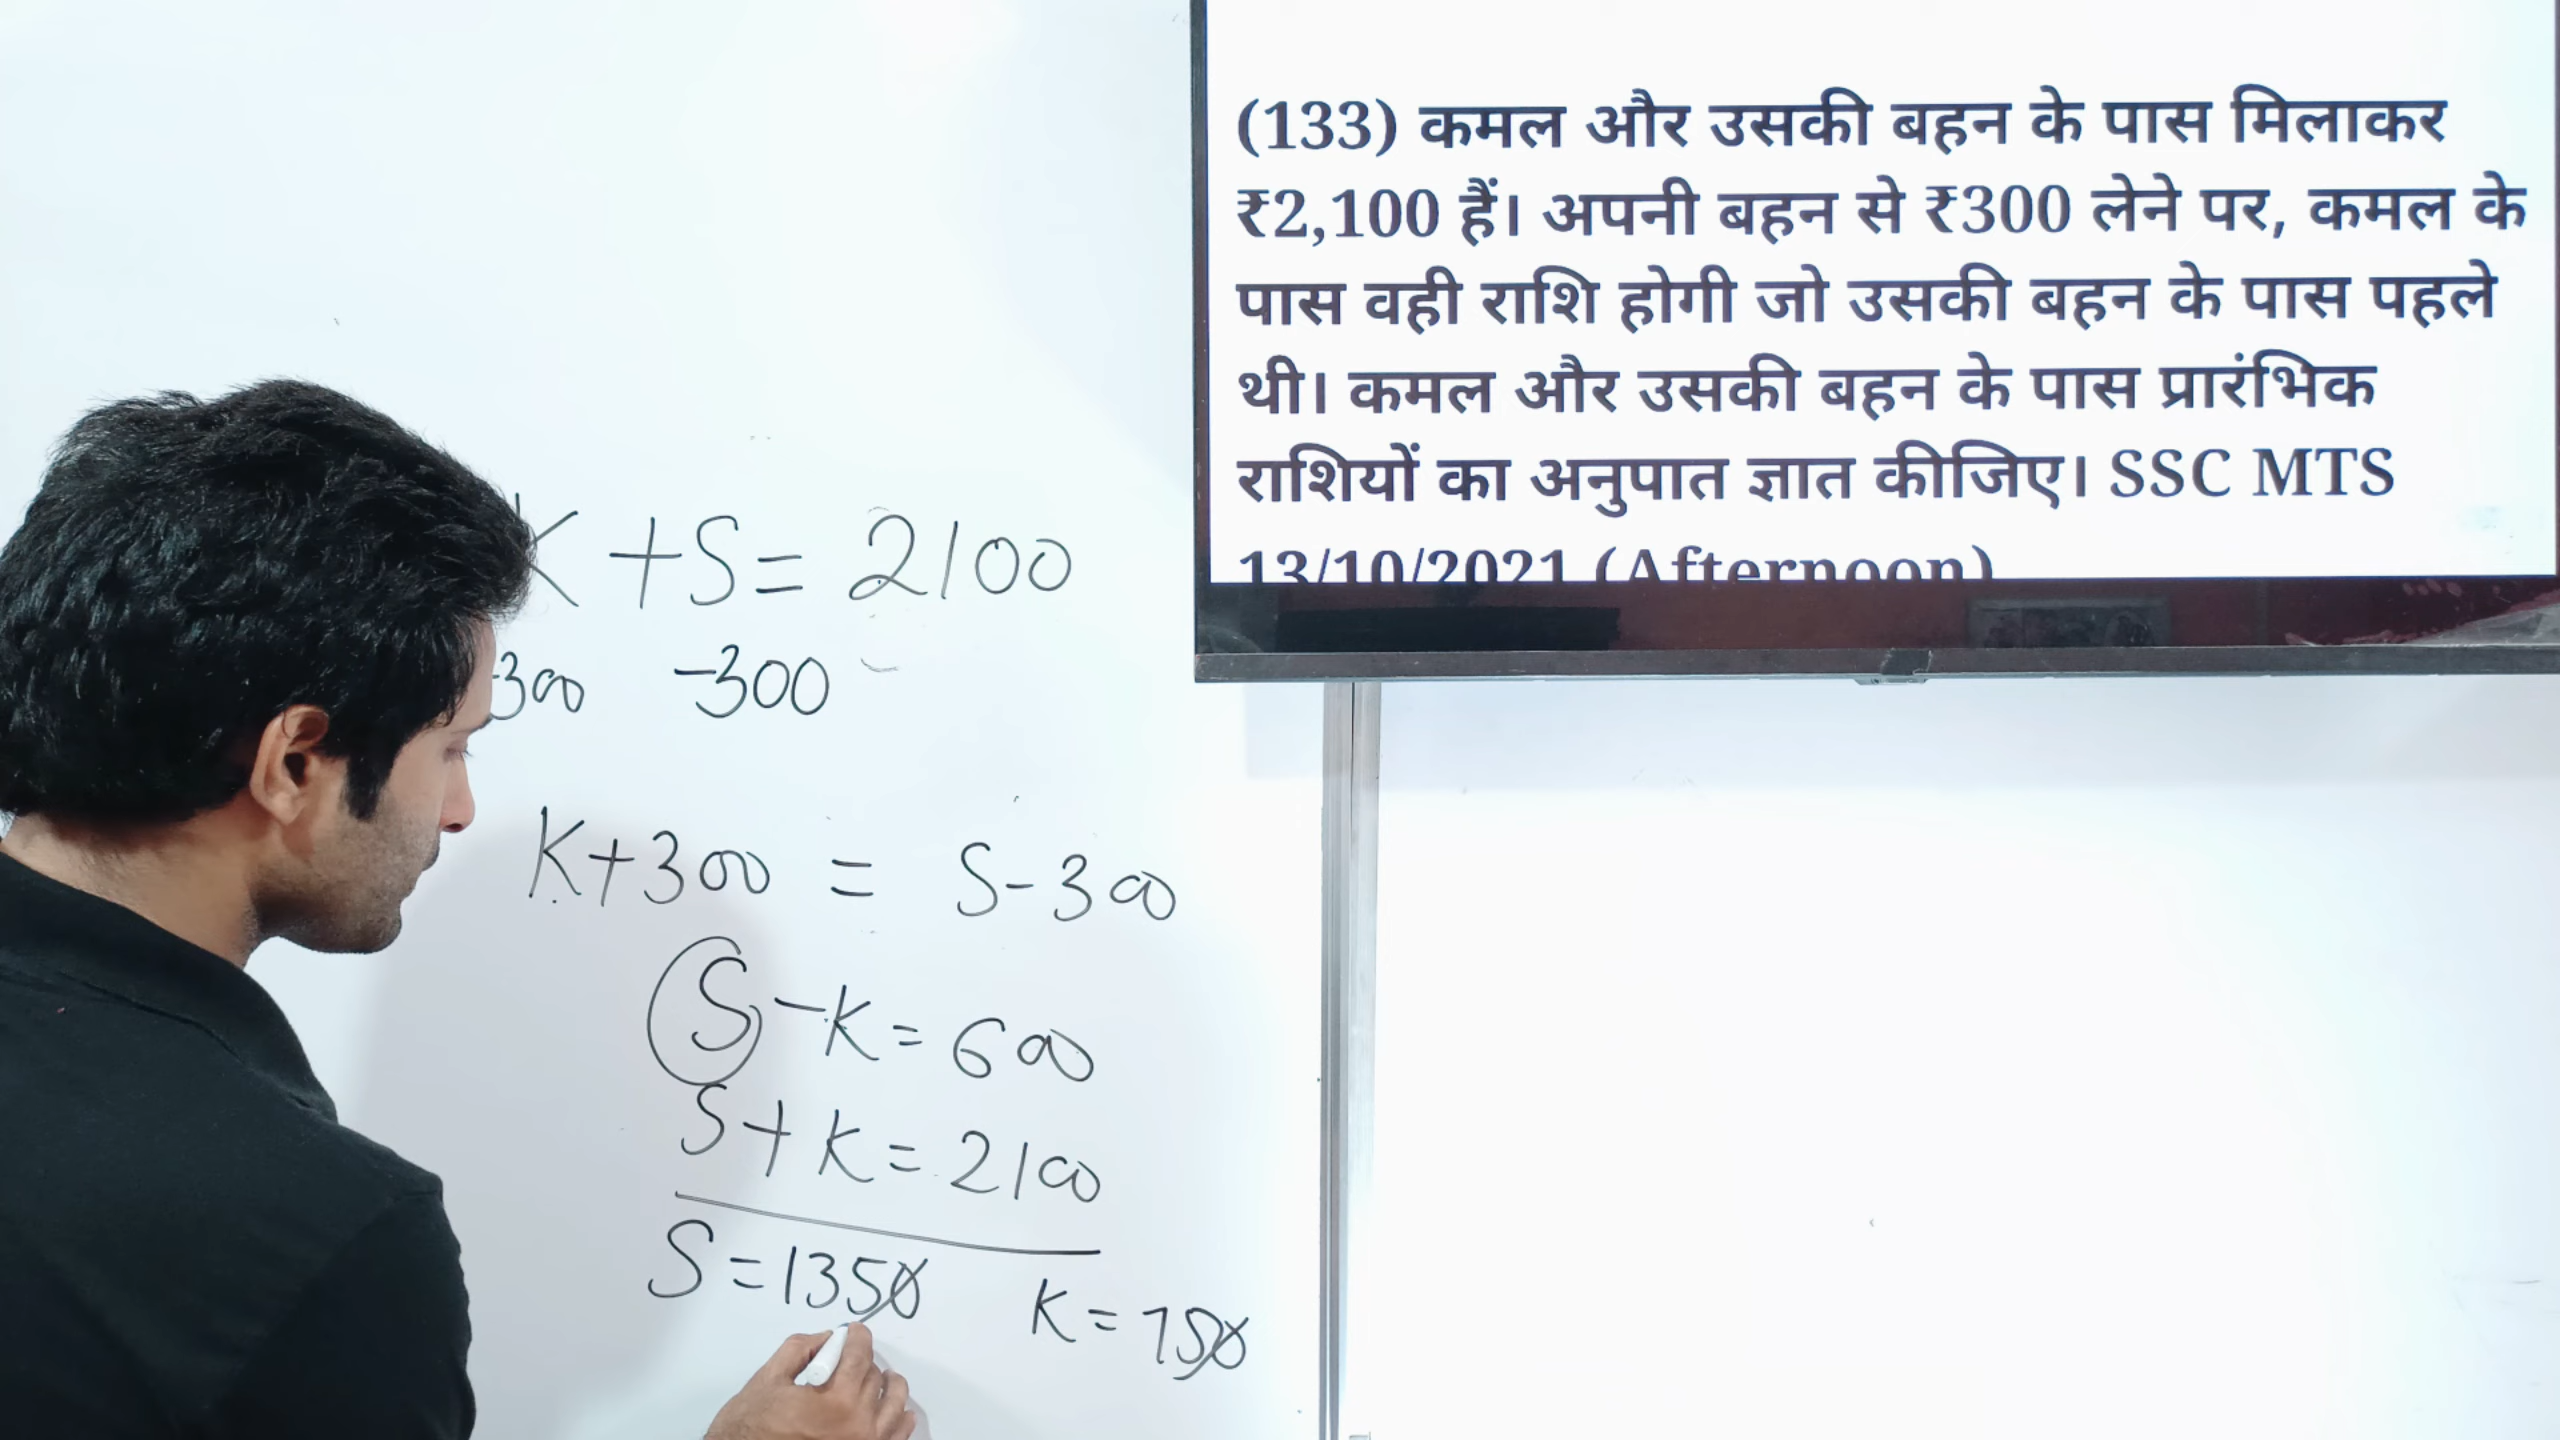 (133) कमल और उसकी बहन के पास मिलाकर
₹2,100 हैं। अपनी बहन से ₹300 लेने पर, कमल के
पास वही राशि होगी जो उसकी बहन के पास पहले
थी। कमल और उसकी बहन के पास प्रारंभिक
राशियों का अनुपात ज्ञात कीजिए। SSC MTS
13/10/2021 (Afternoon)
K + S = 2100
300 -300
K+300 = S-300
S-K = 600
S+K = 2100
S = 1350 K = 750